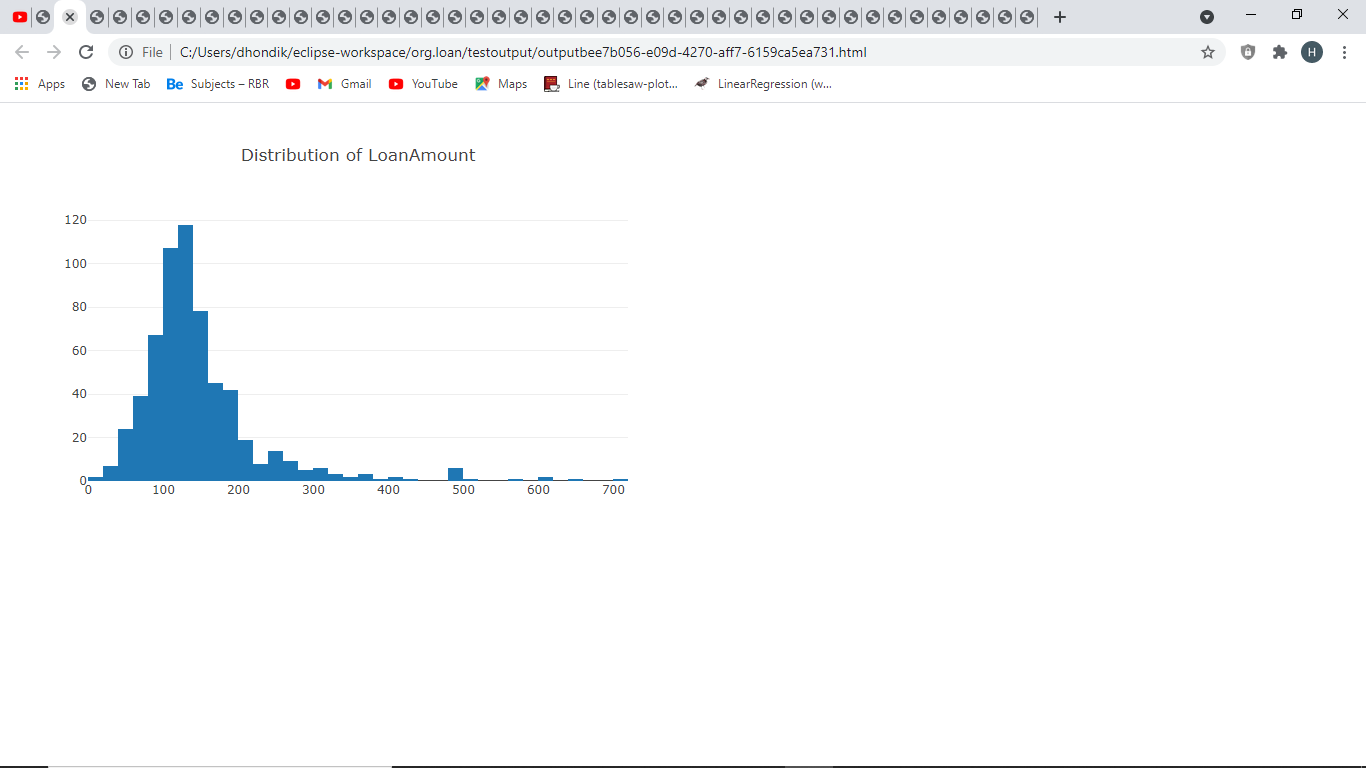 File C:/Users/dhondik/eclipse-workspace/org.loan/testoutput/outputbee7b056-e09d-4270-aff7-6159ca5ea731.html H
Apps New Tab Be Subjects – RBR Gmail YouTube Maps Line (tablesaw-plot... LinearRegression (w...
Distribution of LoanAmount
120
100
80
60
40
20
0
0 100 200 300 400 500 600 700